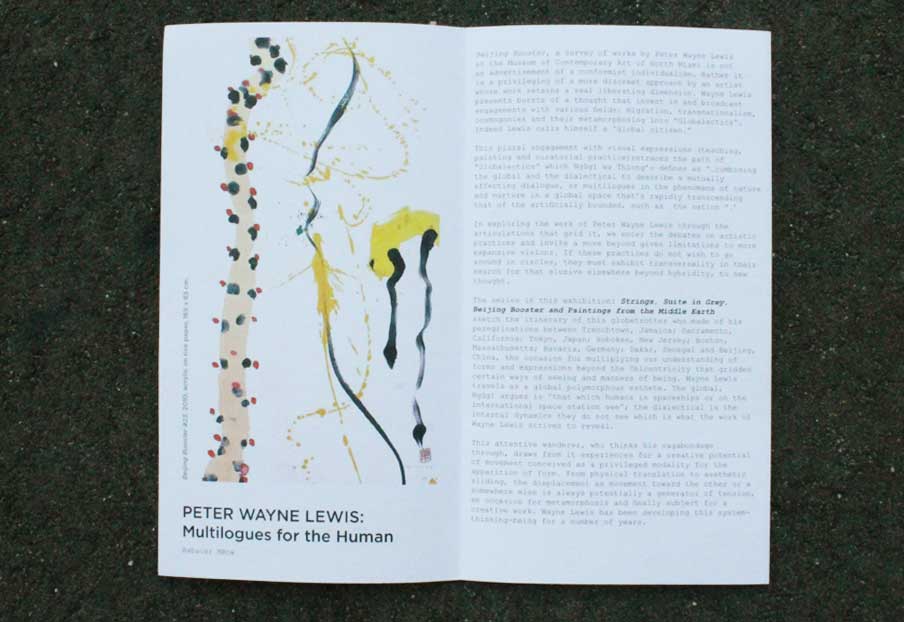 Beijing Booster #23. 2010, acrylic on rice paper, 165 x 93 cm.
PETER WAYNE LEWIS:
Multilogues for the Human
Babacar Mbow
Beijing Booster, a survey of works by Peter Wayne Lewis
at the Museum of Contemporary Art of North Miami is not
an advertisement of a conformist individualism. Rather it
is a privileging of a more discreet approach by an artist
whose work retains a real liberating dimension. Wayne Lewis
presents bursts of a thought that invert in and broadcast
engagements with various fields: Migration, transnationalism,
cosmogonies and their metamorphosing into "Globalectics".
Indeed Lewis calls himself a "Global citizen."
This plural engagement with visual expressions (teaching,
painting and curatorial practice)retraces the path of
"Globalectics" which Ngũgĩ wa Thiong'o defines as "…combining
the global and the dialectical to describe a mutually
affecting dialogue, or multilogues in the phenomena of nature
and nurture in a global space that's rapidly transcending
that of the artificially bounded, such as the nation "."
In exploring the work of Peter Wayne Lewis through the
articulations that grid it, we enter the debates on artistic
practices and invite a move beyond given limitations to more
expansive visions. If these practices do not wish to go
around in circles, they must exhibit transversality in their
search for that elusive elsewhere beyond hybridity, to new
thought.
The series in this exhibition: Strings, Suite in Grey,
Beijing Booster and Paintings from the Middle Earth
sketch the itinerary of this globetrotter who made of his
peregrinations between Trenchtown, Jamaica; Sacramento,
California; Tokyo, Japan; Hoboken, New Jersey; Boston,
Massachusetts; Bavaria, Germany; Dakar, Senegal and Beijing,
China, the occasion for multiplying our understanding of
forms and expressions beyond the Unicentricity that gridded
certain ways of seeing and manners of being. Wayne Lewis
travels as a global polymorphous esthete. The global,
Ngũgĩ argues is "that which humans in spaceships or on the
international space station see"; the dialectical is the
internal dynamics they do not see which is what the work of
Wayne Lewis strives to reveal.
This attentive wanderer, who thinks his vagabondage
through, draws from it experiences for a creative potential
of movement conceived as a privileged modality for the
apparition of form. From physical translation to aesthetic
sliding, the displacement as movement toward the other or a
somewhere else is always potentially a generator of tension,
an occasion for metamorphosis and doally subject for a
creative work. Wayne Lewis has been developing this system-
thinking-being for a number of years.